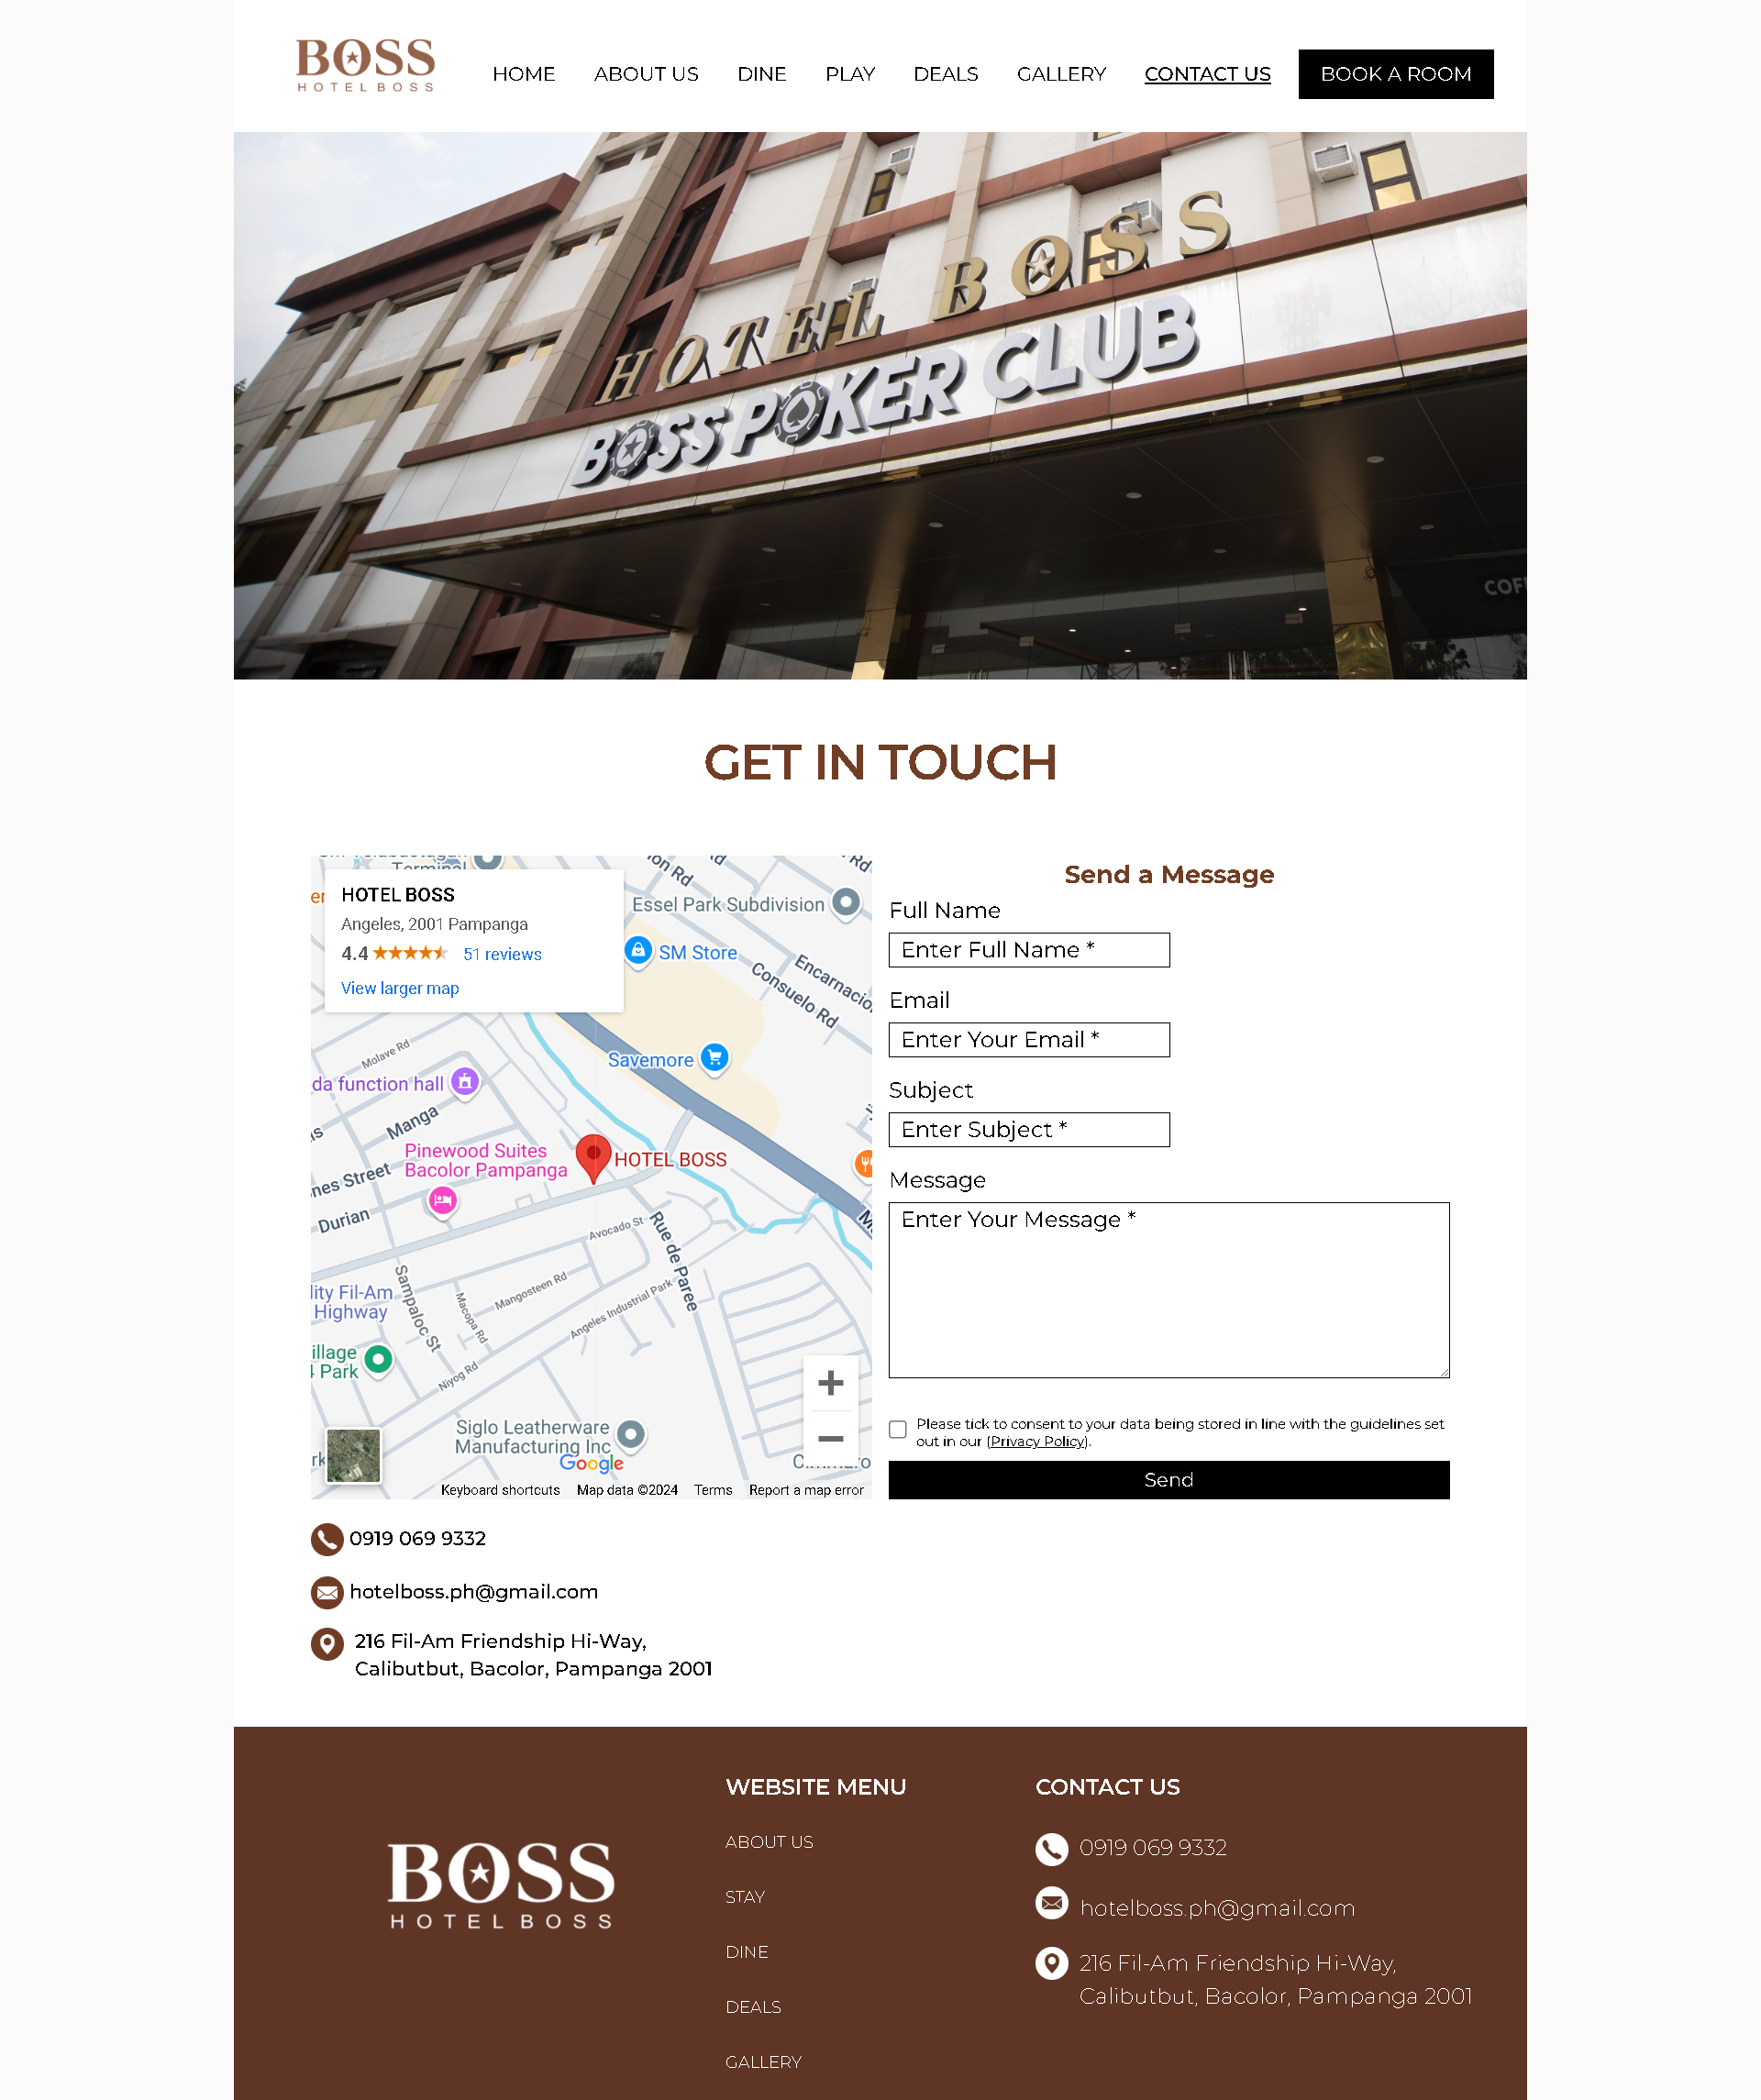 BOSS
HOTEL BOSS
HOME
ABOUT US
DINE
PLAY
DEALS
GALLERY
CONTACT US
BOOK A ROOM
HOTEL BOSS
BOSS POKER CLUB
GET IN TOUCH
HOTEL BOSS
Angeles, 2001 Pampanga
4.4
51 reviews
View larger map
Terminal
Essel Park Subdivision
SM Store
Encarnacio
Consuelo Rd
Savemore
Molave Rd
da function hall
Manga
Pinewood Suites
Bacolor Pampanga
HOTEL BOSS
nes Street
Durian
Avocado St
Rue de Paree
lity Fil-Am
Highway
Sampaloc St
Macopa Rd
Mangosteen Rd
Angeles Industrial Park
illage
Park
Niyog Rd
Siglo Leatherware
Manufacturing Inc
Google
Keyboard shortcuts
Map data ©2024
Terms
Report a map error
Send a Message
Full Name
Enter Full Name *
Email
Enter Your Email *
Subject
Enter Subject *
Message
Enter Your Message *
Please tick to consent to your data being stored in line with the guidelines set
out in our (Privacy Policy).
Send
0919 069 9332
hotelboss.ph@gmail.com
216 Fil-Am Friendship Hi-Way,
Calibutbut, Bacolor, Pampanga 2001
BOSS
HOTEL BOSS
WEBSITE MENU
ABOUT US
STAY
DINE
DEALS
GALLERY
CONTACT US
0919 069 9332
hotelboss.ph@gmail.com
216 Fil-Am Friendship Hi-Way,
Calibutbut, Bacolor, Pampanga 2001